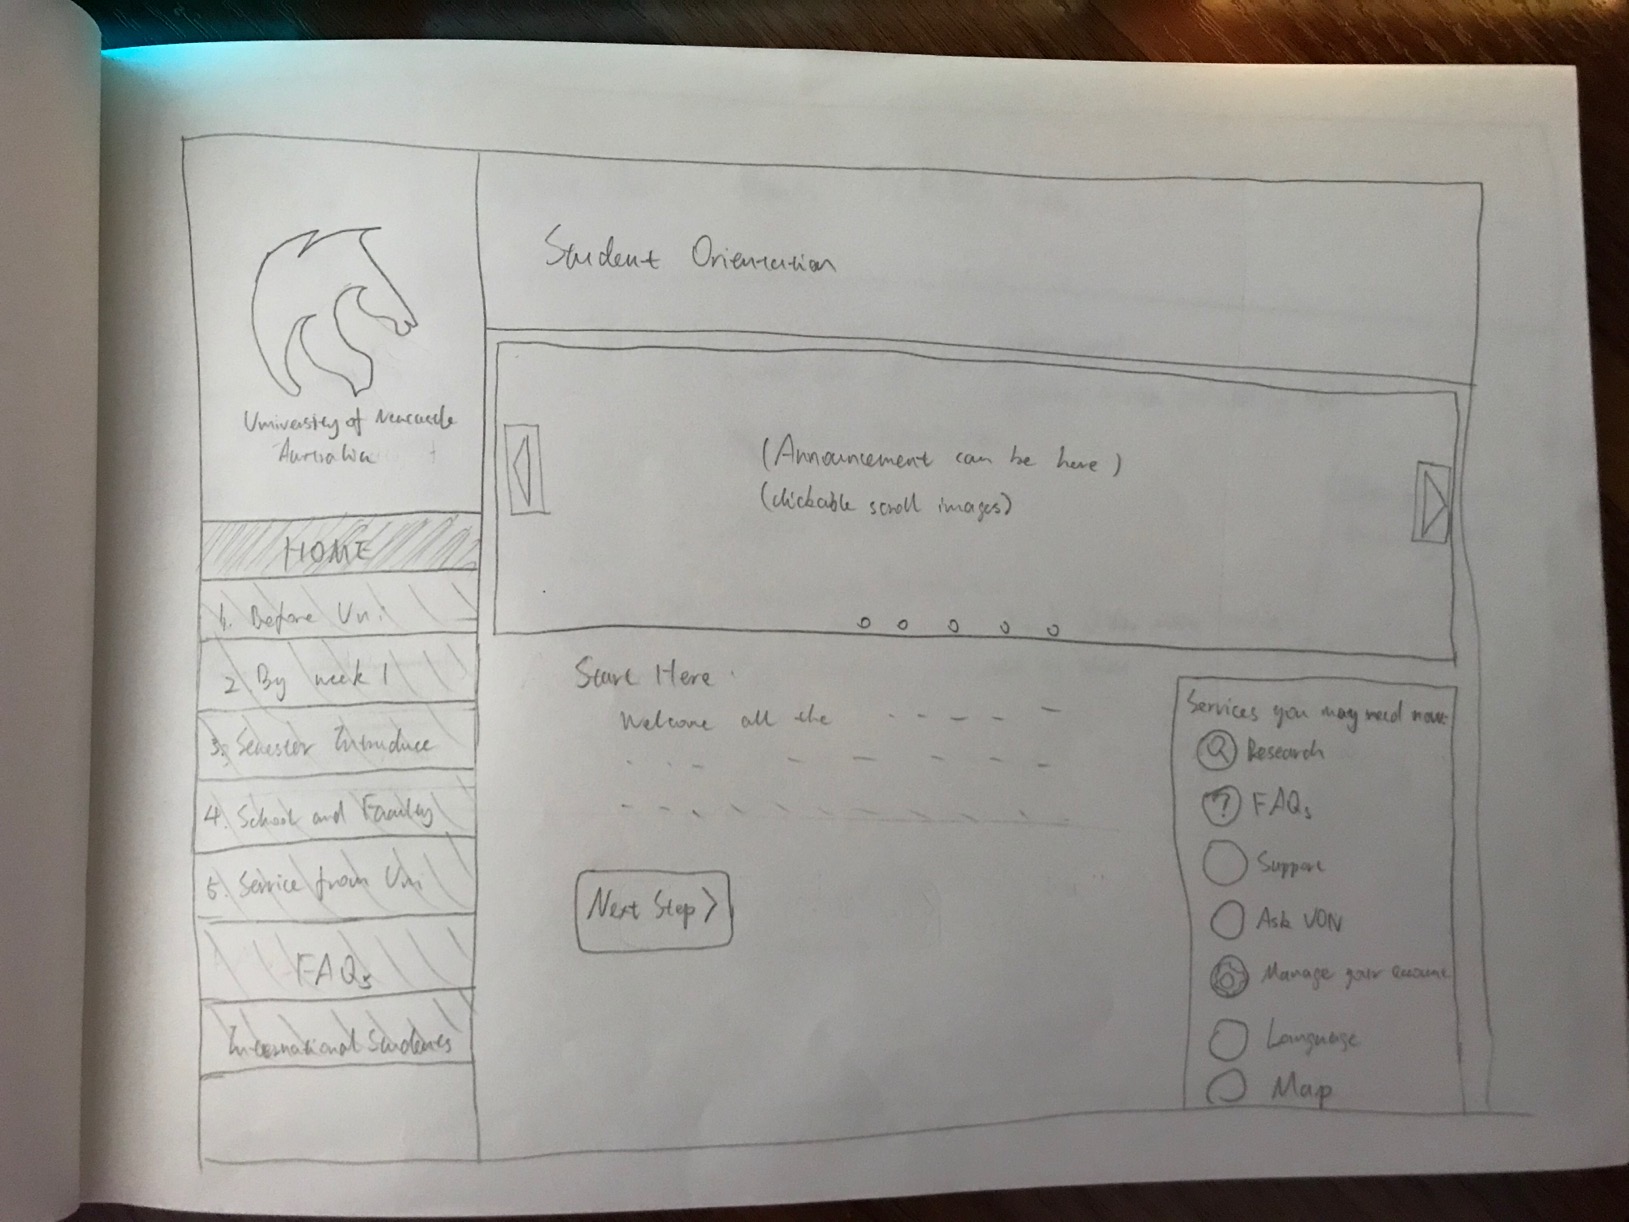 University of Newcastle
Australia
HOME
1. Before Uni
2 By week 1
3. Semester Introduce
4. School and Faculty
5. Service from Uni
FAQs
International Students
Student Orientation
(Announcement can be here)
(clickable scroll images)
Start Here
Welcome all the
Next Step >
Services you may need now
Research
? FAQs
Support
Ask UON
Manage your account
Language
Map